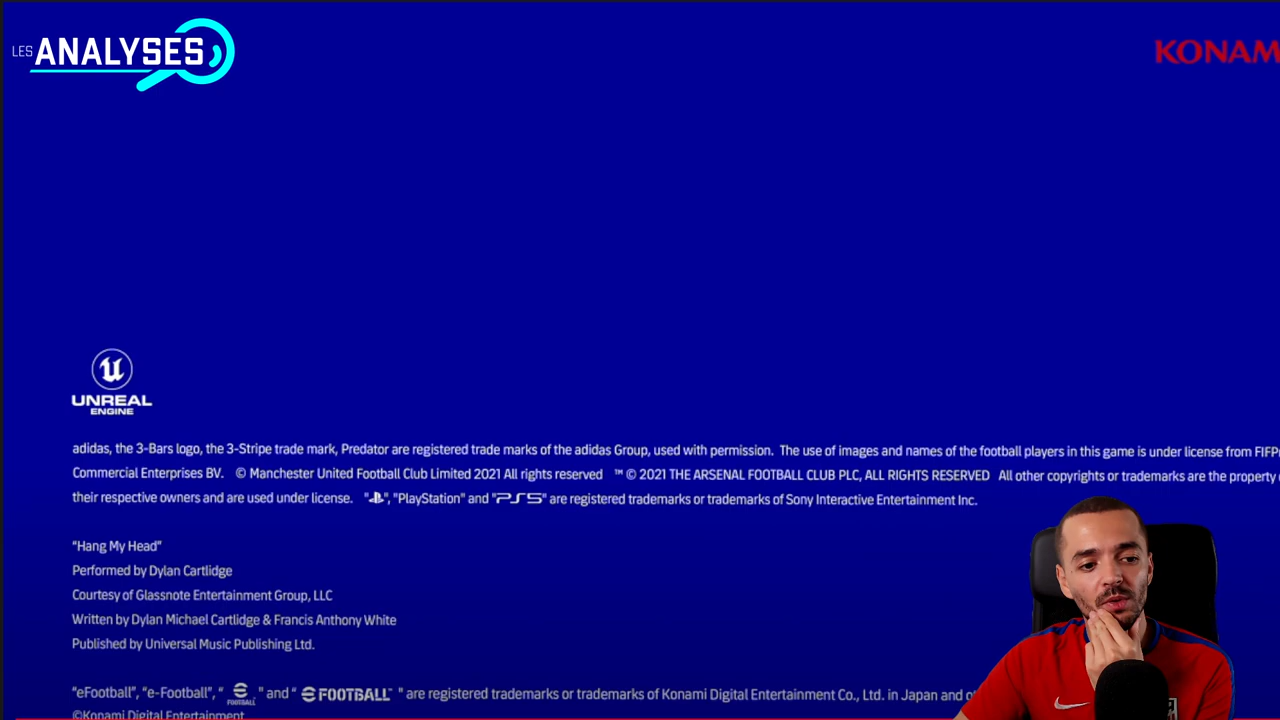 LES ANALYSES
KONAM
UNREAL
ENGINE
adidas, the 3-Bars logo, the 3-Stripe trade mark, Predator are registered trade marks of the adidas Group, used with permission. The use of images and names of the football players in this game is under license from FIFP
Commercial Enterprises BV. © Manchester United Football Club Limited 2021 All rights reserved ™ © 2021 THE ARSENAL FOOTBALL CLUB PLC, ALL RIGHTS RESERVED All other copyrights or trademarks are the property
their respective owners and are used under license. "", "PlayStation" and "PS5" are registered trademarks or trademarks of Sony Interactive Entertainment Inc.
“Hang My Head”
Performed by Dylan Cartlidge
Courtesy of Glassnote Entertainment Group, LLC
Written by Dylan Michael Cartlidge & Francis Anthony White
Published by Universal Music Publishing Ltd.
“eFootball”, “e-Football”, “ FOOTBALL ” and “ eFOOTBALL™ ” are registered trademarks or trademarks of Konami Digital Entertainment Co., Ltd. in Japan and
©Konami Digital Entertainment